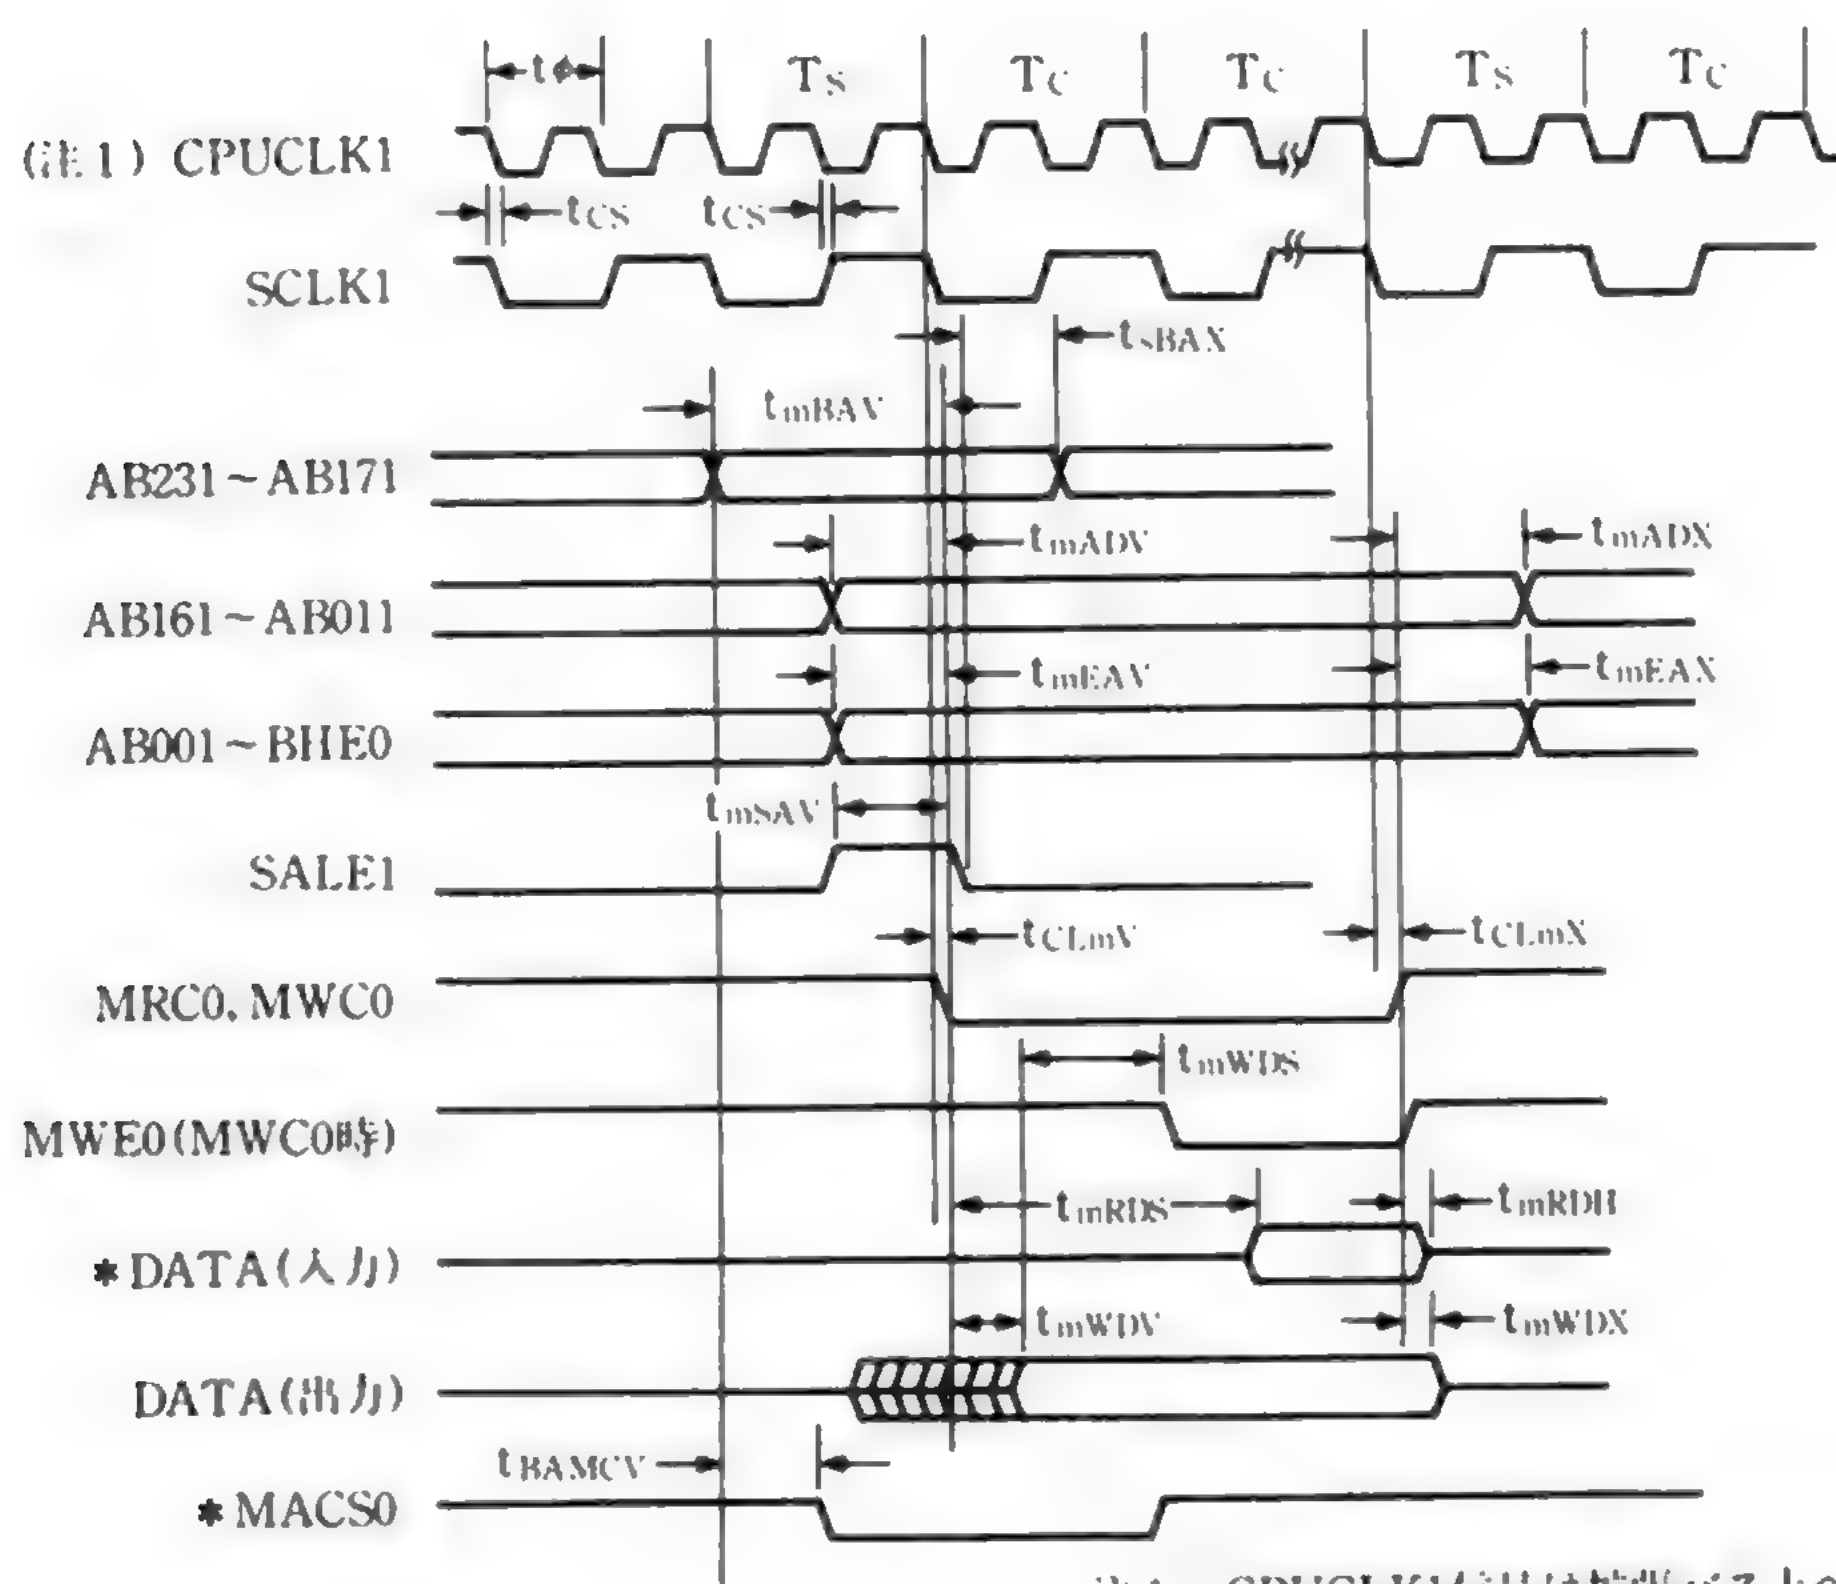 tφ TS TC TC TS TC
(注1) CPUCLK1
tCS tCS
SCLK1
tsBAX
tmBAV
AB231~AB171
tmADV tmADX
AB161~AB011
tmEAV tmEAX
AB001~BHE0
tmSAV
SALE1
tCLmV tCLmX
MRC0, MWC0
tmWDS
MWE0(MWC0時)
tmRDS tmRDH
*DATA(入力)
tmWDV tmWDX
DATA(出力)
tBAMCV
*MACS0